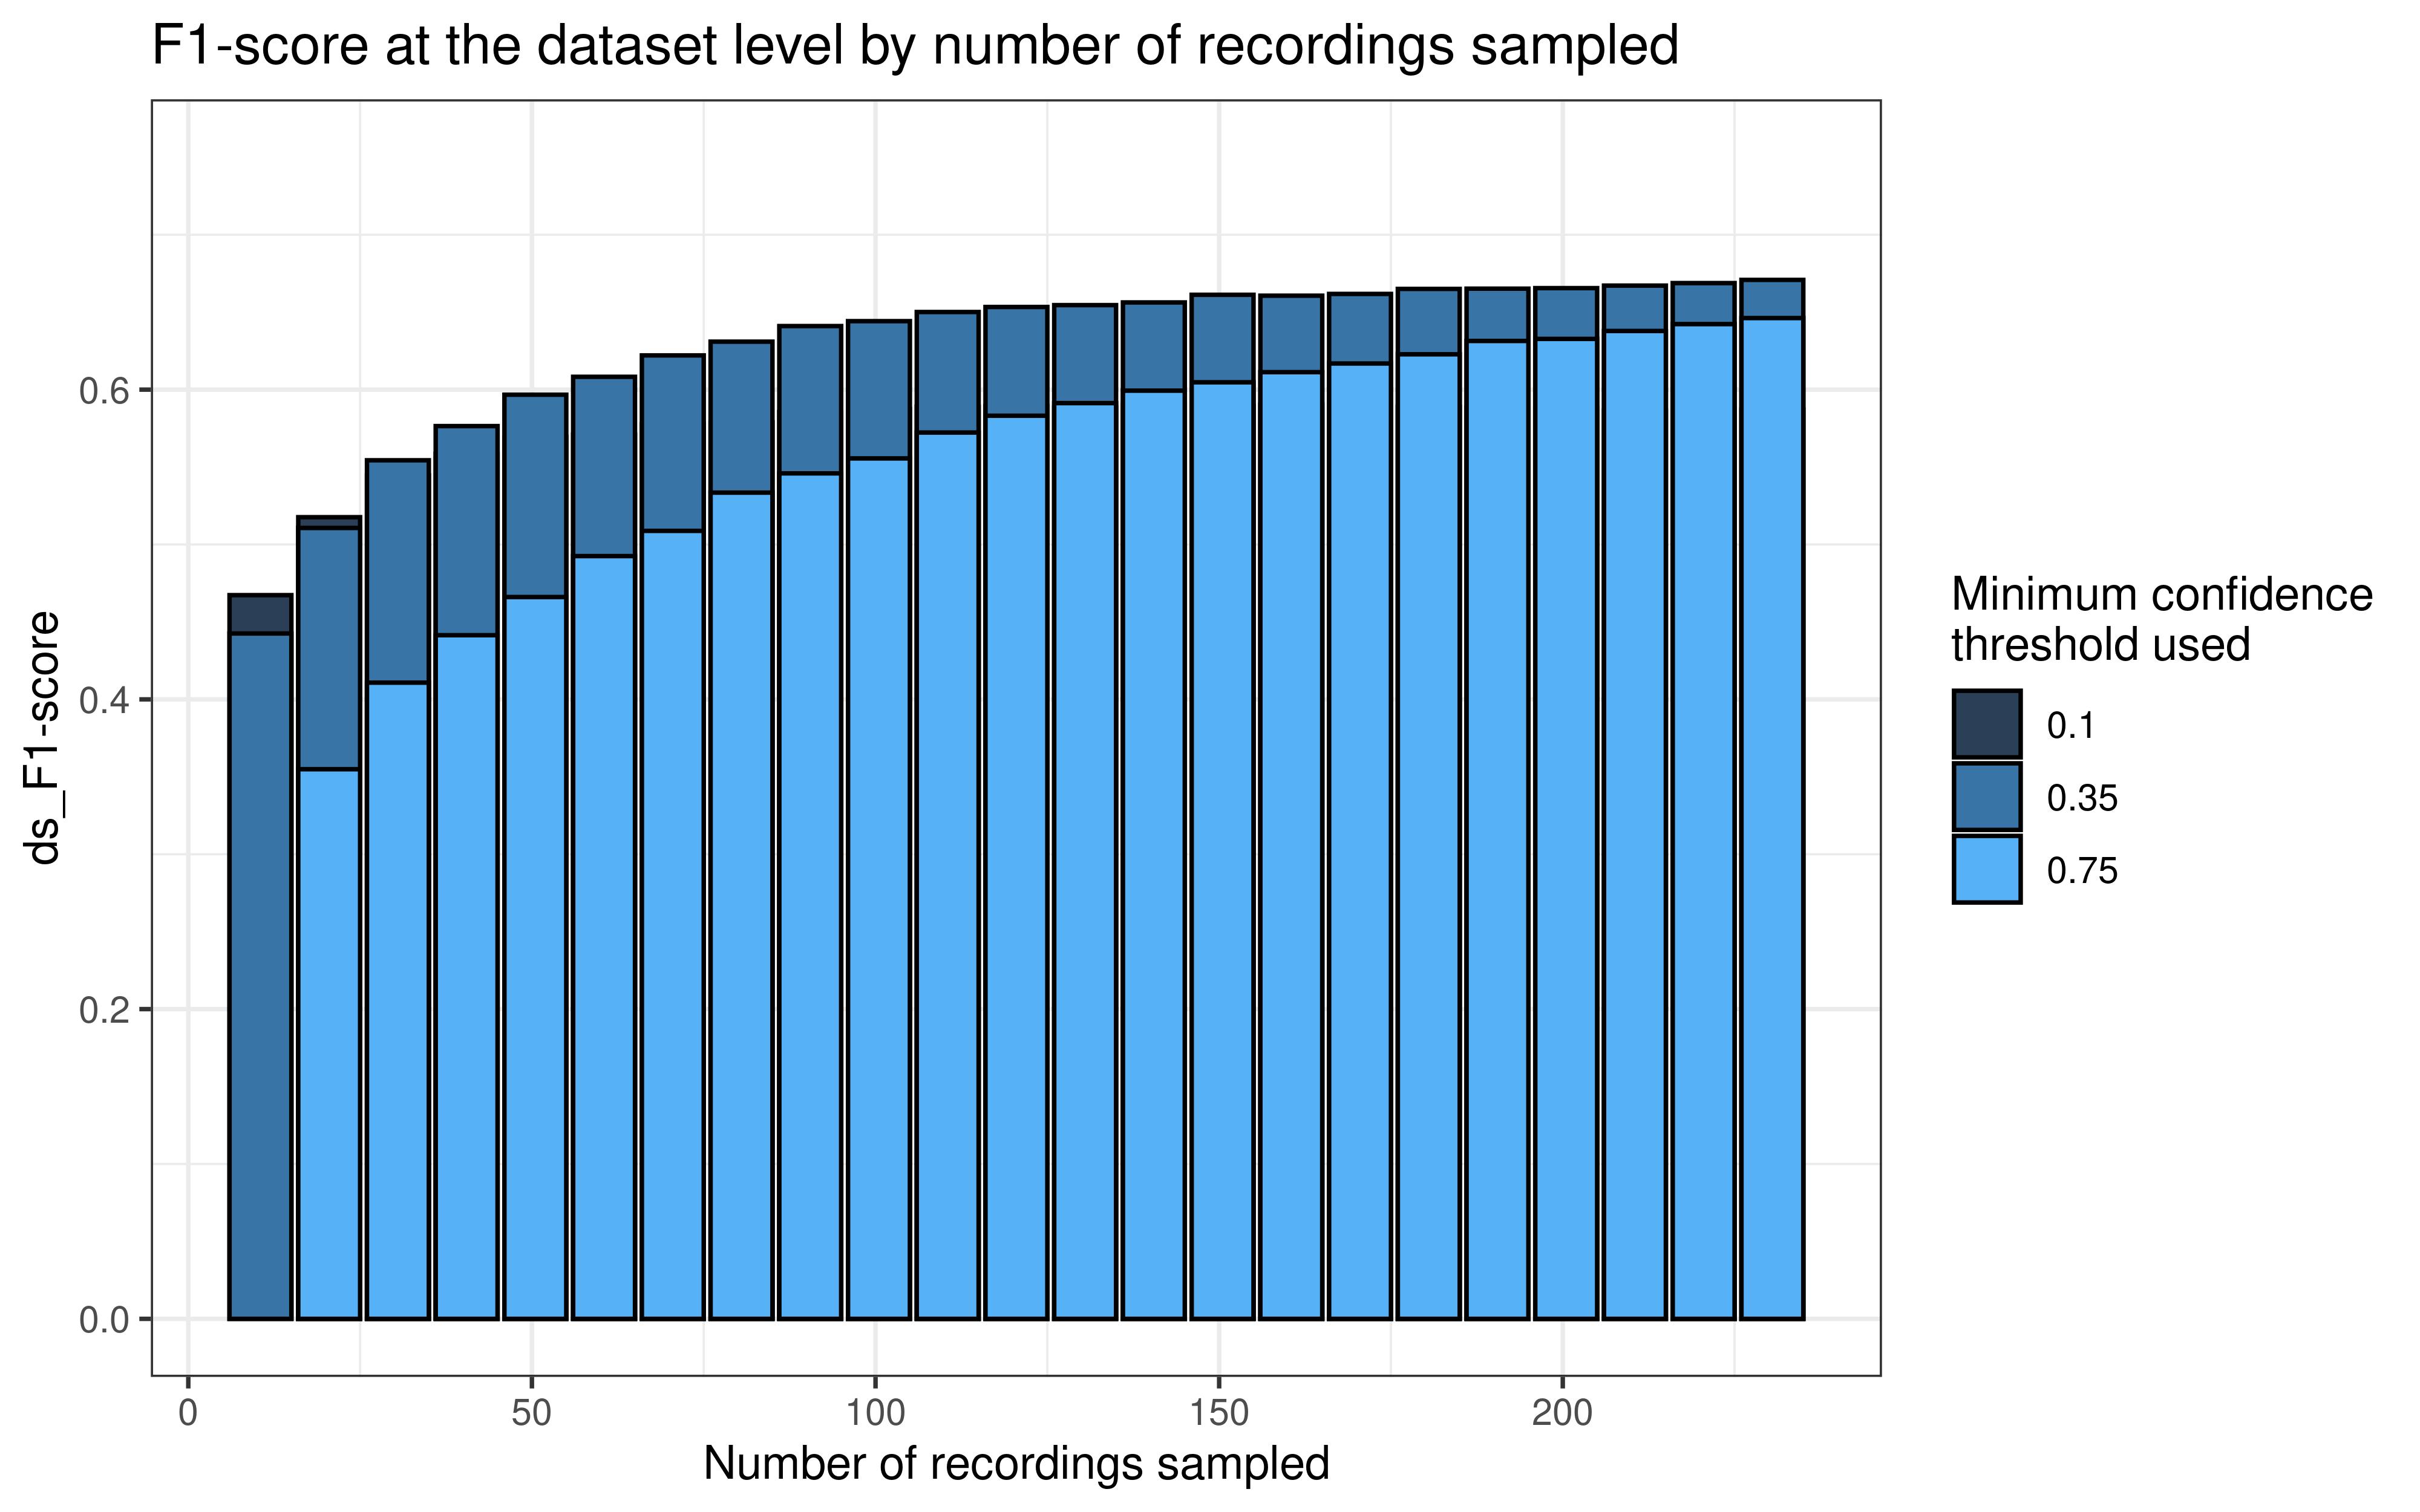 F1-score at the dataset level by number of recordings sampled
ds_F1-score
0.6
0.4
0.2
0.0
0
50
100
150
200
Number of recordings sampled
Minimum confidence
threshold used
0.1
0.35
0.75